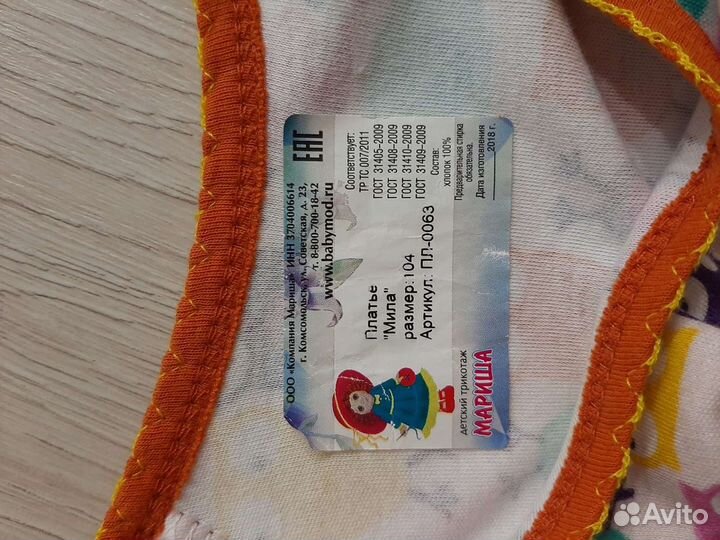 ООО «Компания Мариша» ИНН 3704006614
г. Комсомольск, ул. Советская, д. 23,
т. 8-800-700-18-42
www.babymod.ru
EAC
Платье
"Мила"
размер:104
Артикул: ПЛ-0063
Соответствует:
ТР ТС 007/2011
ГОСТ 31405-2009
ГОСТ 31408-2009
ГОСТ 31410-2009
ГОСТ 31409-2009
Состав:
хлопок 100%
Предварительная стирка
обязательна.
Дата изготовления
2018 г.
детский трикотаж
МАРИША
Avito